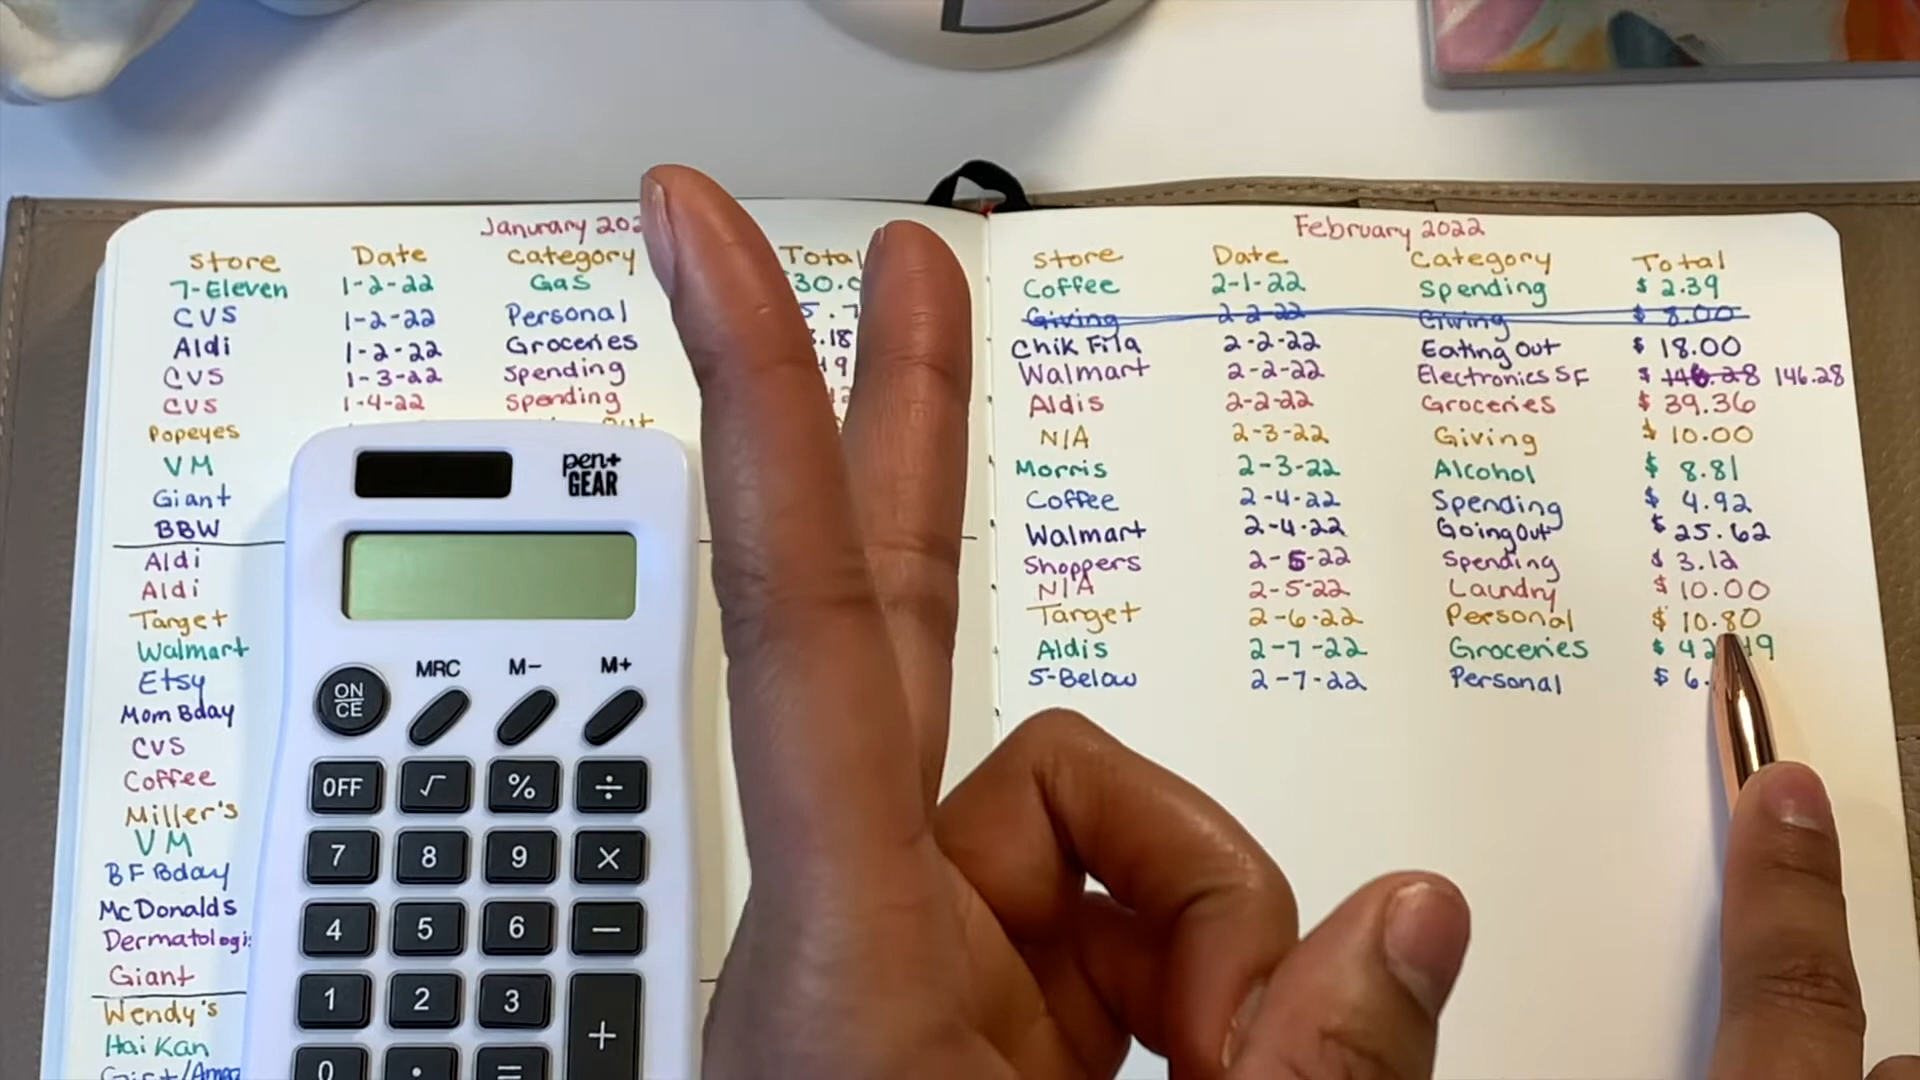 Janurary
Store Date Category Total
7-Eleven 1-2-22 Gas
CVS 1-2-22 Personal
Aldi 1-2-22 Groceries
CVS 1-3-22 Spending
CVS 1-4-22 Spending
Popeyes
VM
Giant
BBW
Aldi
Aldi
Target
Walmart
Etsy
Mom Bday
CVS
Coffee
Miller's
VM
BF Bday
McDonalds
Giant
Wendy's
Hai Kan
pen+
GEAR
MRC M- M+
ON
CE
OFF √ % ÷
7 8 9 ×
4 5 6 −
1 2 3 +
0 . =
February 2022
Store Date Category Total
Coffee 2-1-22 Spending $ 2.39
Giving 2-2-22 Giving $ 8.00
Chik Fila 2-2-22 Eating Out $ 18.00
Walmart 2-2-22 Electronics SF $ 146.28 146.28
Aldis 2-2-22 Groceries $ 39.36
N/A 2-3-22 Giving $ 10.00
Morris 2-3-22 Alcohol $ 8.81
Coffee 2-4-22 Spending $ 4.92
Walmart 2-4-22 Going Out $ 25.62
Shoppers 2-5-22 Spending $ 3.12
N/A 2-5-22 Laundry $ 10.00
Target 2-6-22 Personal $ 10.80
Aldis 2-7-22 Groceries $
5-Below 2-7-22 Personal $